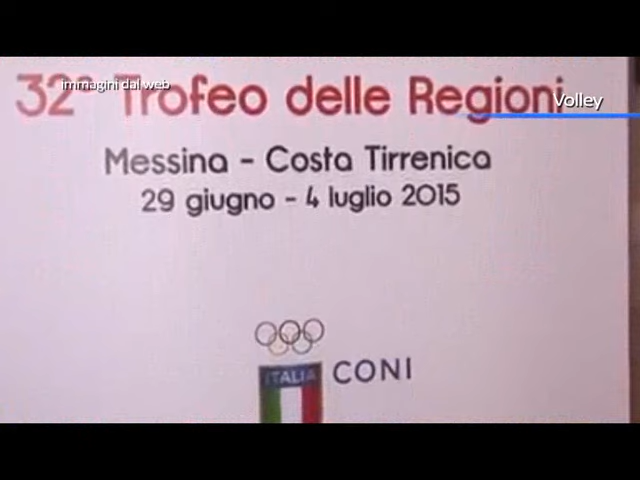 immagini dal web
32° Trofeo delle Regioni
Volley
Messina - Costa Tirrenica
29 giugno - 4 luglio 2015
ITALIA
CONI